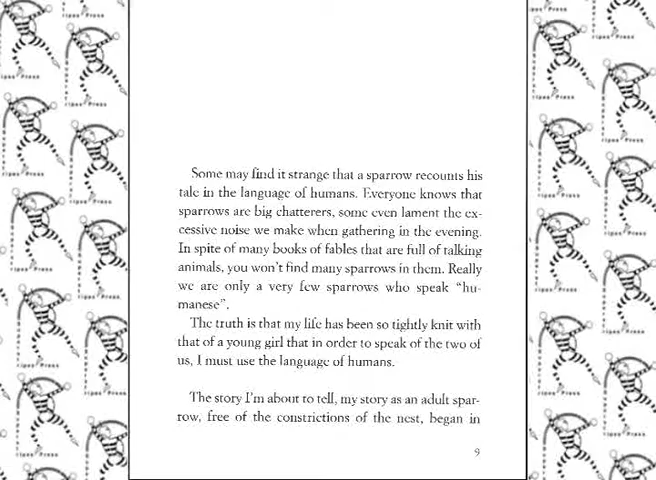 Some may find it strange that a sparrow recounts his
tale in the language of humans. Everyone knows that
sparrows are big chatterers, some even lament the ex-
cessive noise we make when gathering in the evening.
In spite of many books of fables that are full of talking
animals, you won't find many sparrows in them. Really
we are only a very few sparrows who speak "hu-
manese".
The truth is that my life has been so tightly knit with
that of a young girl that in order to speak of the two of
us, I must use the language of humans.
The story I'm about to tell, my story as an adult spar-
row, free of the constrictions of the nest, began in
9